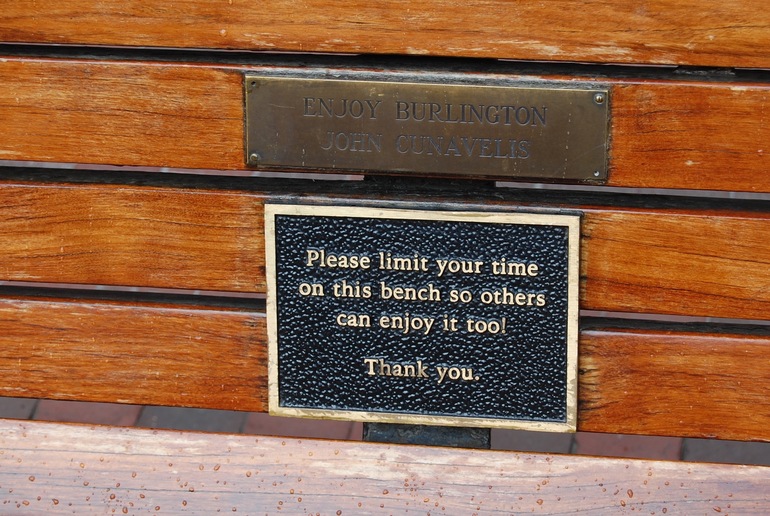 ENJOY BURLINGTON
JOHN CUNAVELIS
Please limit your time
on this bench so others
can enjoy it too!
Thank you.